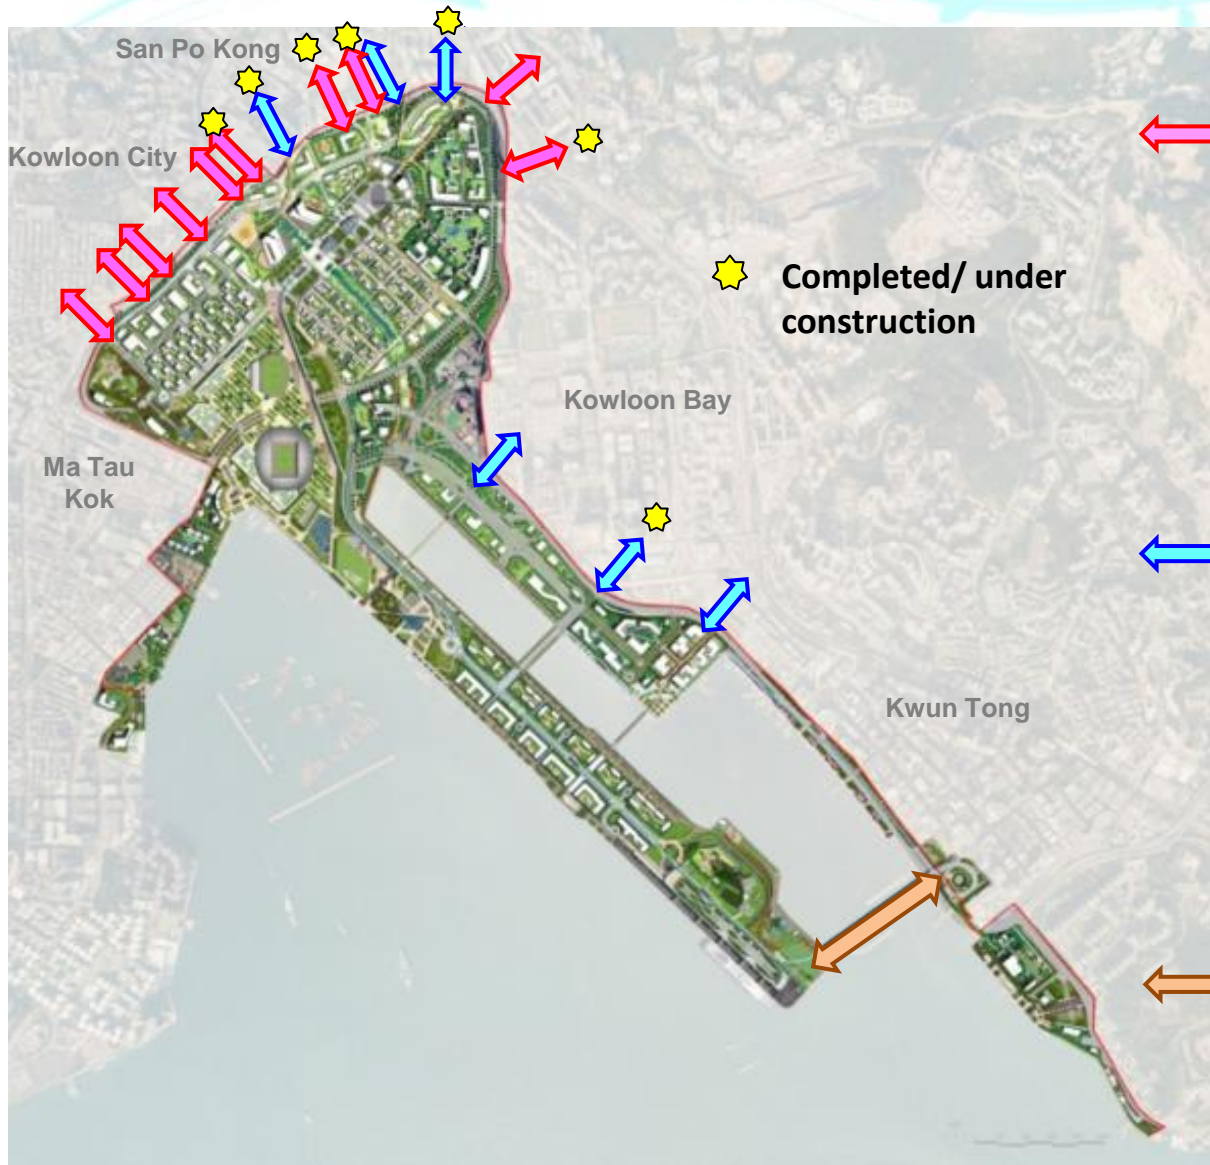 San Po Kong
Kowloon City
Completed/ under
construction
Kowloon Bay
Ma Tau
Kok
Kwun Tong